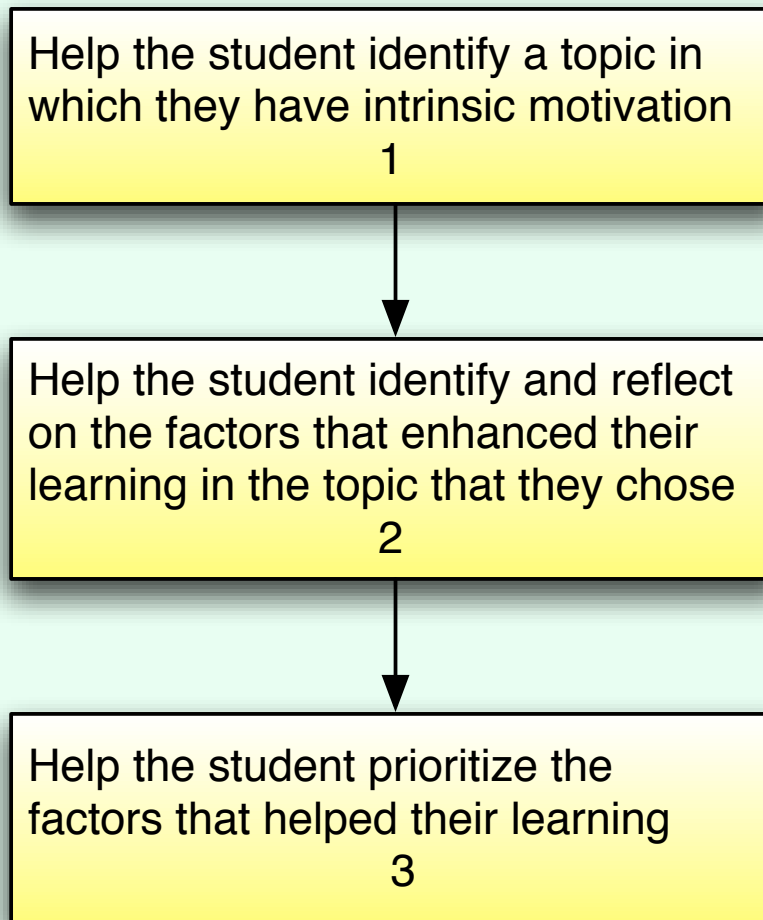 Help the student identify a topic in
which they have intrinsic motivation
1
Help the student identify and reflect
on the factors that enhanced their
learning in the topic that they chose
2
Help the student prioritize the
factors that helped their learning
3